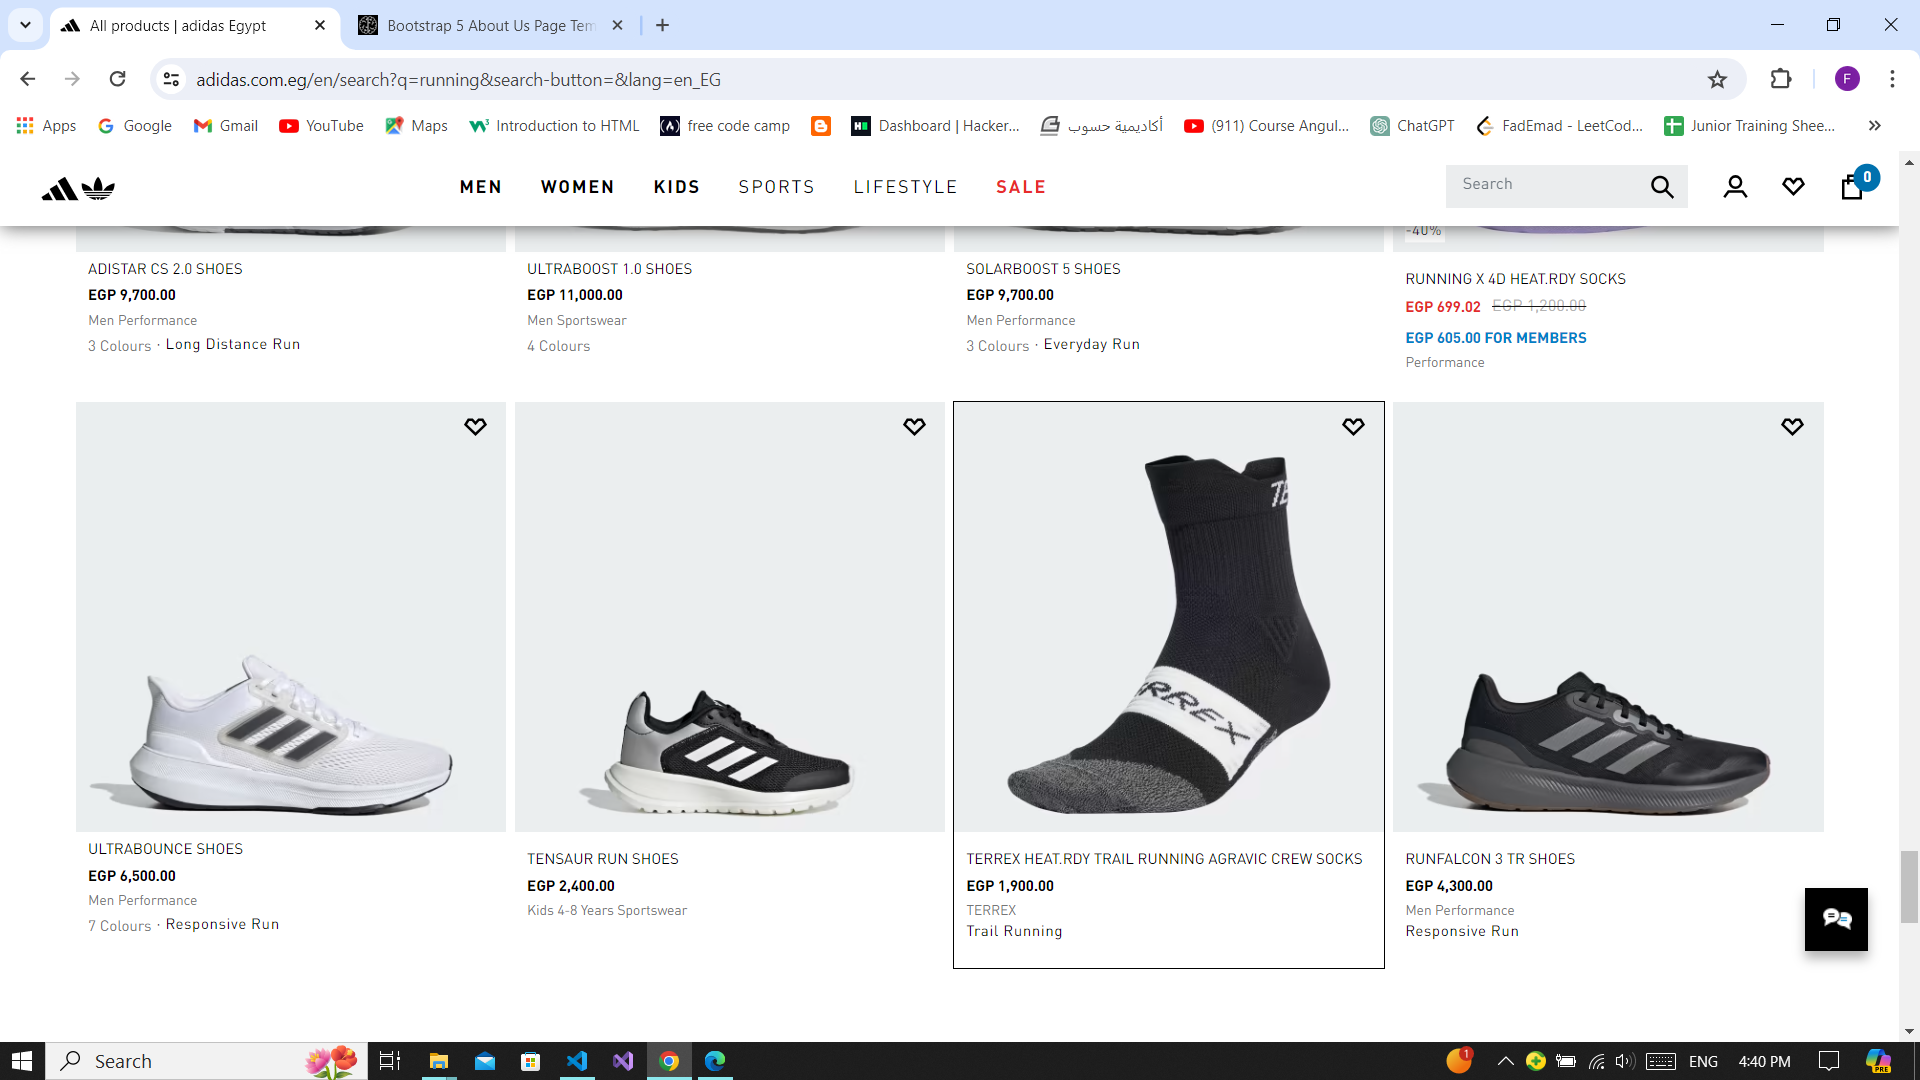 All products | adidas Egypt
Bootstrap 5 About Us Page Tem
adidas.com.eg/en/search?q=running&search-button=&lang=en_EG
F
Apps
Google
Gmail
YouTube
Maps
Introduction to HTML
free code camp
Dashboard | Hacker...
أكاديمية حسوب
(911) Course Angul...
ChatGPT
FadEmad - LeetCod...
Junior Training Shee...
MEN
WOMEN
KIDS
SPORTS
LIFESTYLE
SALE
Search
0
-40%
ADISTAR CS 2.0 SHOES
EGP 9,700.00
Men Performance
3 Colours · Long Distance Run
ULTRABOOST 1.0 SHOES
EGP 11,000.00
Men Sportswear
4 Colours
SOLARBOOST 5 SHOES
EGP 9,700.00
Men Performance
3 Colours · Everyday Run
RUNNING X 4D HEAT.RDY SOCKS
EGP 699.02 EGP 1,200.00
EGP 605.00 FOR MEMBERS
Performance
ULTRABOUNCE SHOES
EGP 6,500.00
Men Performance
7 Colours · Responsive Run
TENSAUR RUN SHOES
EGP 2,400.00
Kids 4-8 Years Sportswear
TERREX
TERREX HEAT.RDY TRAIL RUNNING AGRAVIC CREW SOCKS
EGP 1,900.00
TERREX
Trail Running
RUNFALCON 3 TR SHOES
EGP 4,300.00
Men Performance
Responsive Run
Search
1
ENG
4:40 PM
PRE